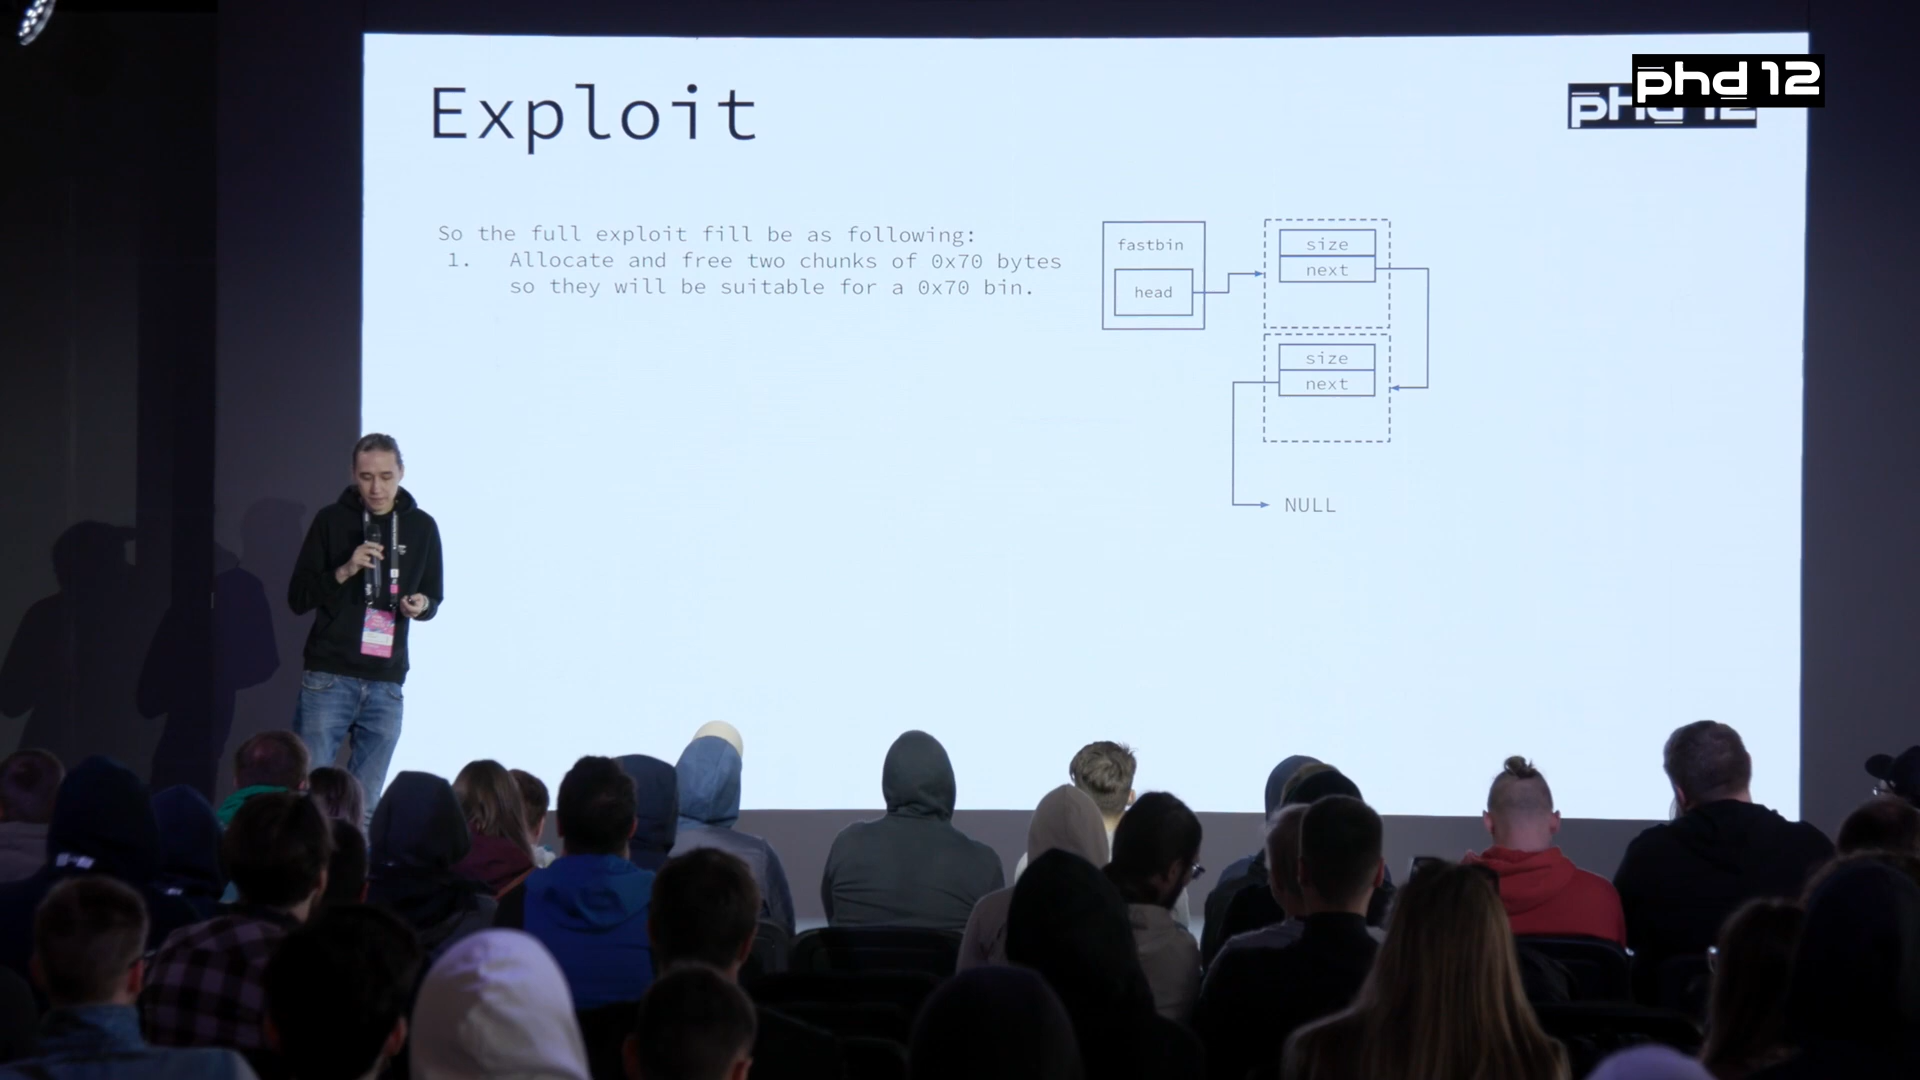 Exploit
phd 12
phd 12
So the full exploit fill be as following:
1. Allocate and free two chunks of 0x70 bytes
so they will be suitable for a 0x70 bin.
fastbin
head
size
next
size
next
NULL